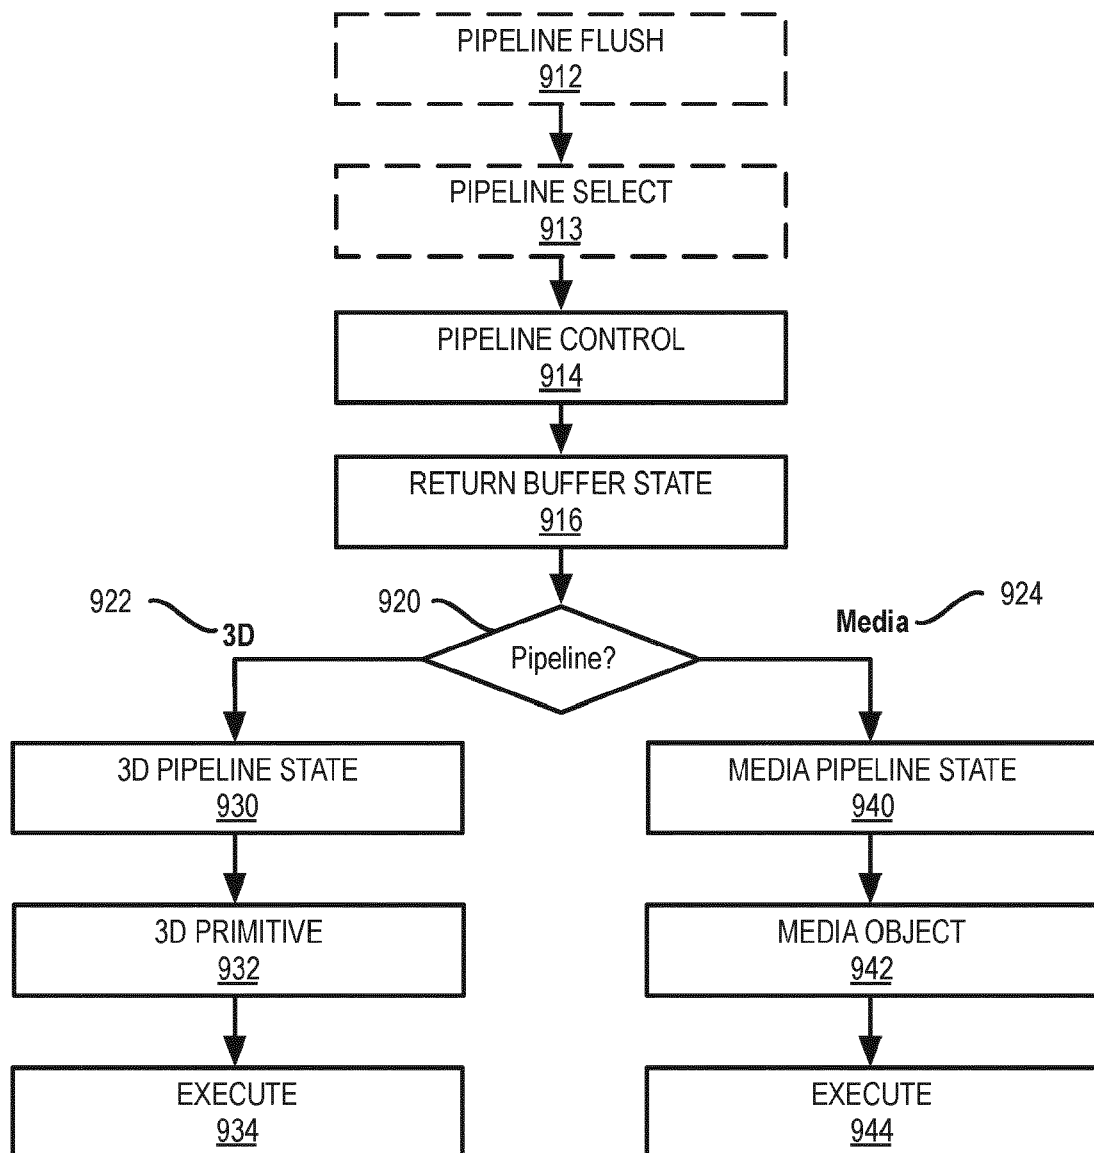 PIPELINE FLUSH
912
PIPELINE SELECT
913
PIPELINE CONTROL
914
RETURN BUFFER STATE
916
922
3D
920
Pipeline?
Media
924
3D PIPELINE STATE
930
MEDIA PIPELINE STATE
940
3D PRIMITIVE
932
MEDIA OBJECT
942
EXECUTE
934
EXECUTE
944